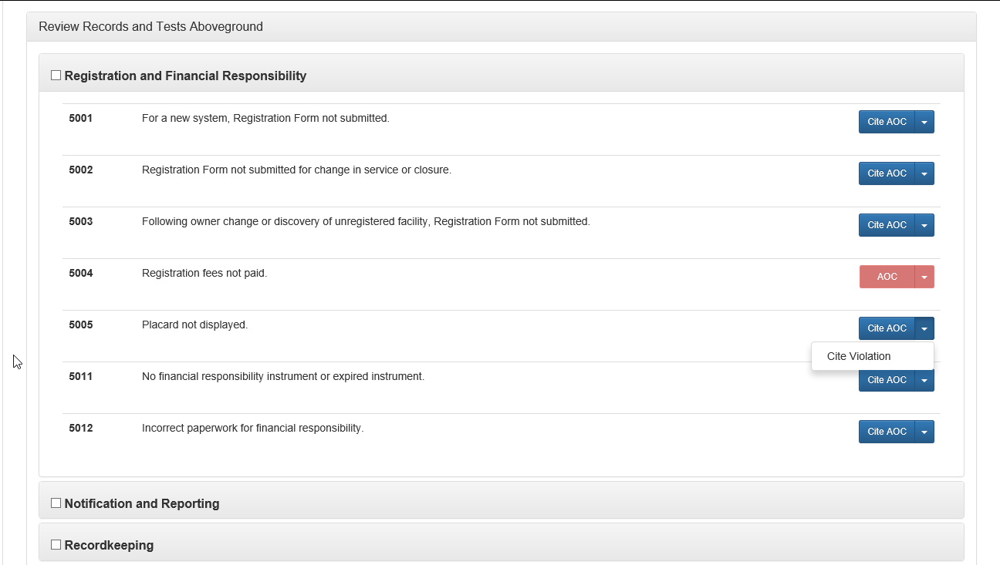 Review Records and Tests Aboveground
Registration and Financial Responsibility
5001 For a new system, Registration Form not submitted. Cite AOC
5002 Registration Form not submitted for change in service or closure. Cite AOC
5003 Following owner change or discovery of unregistered facility, Registration Form not submitted. Cite AOC
5004 Registration fees not paid. AOC
5005 Placard not displayed. Cite AOC
Cite Violation
5011 No financial responsibility instrument or expired instrument. Cite AOC
5012 Incorrect paperwork for financial responsibility. Cite AOC
Notification and Reporting
Recordkeeping